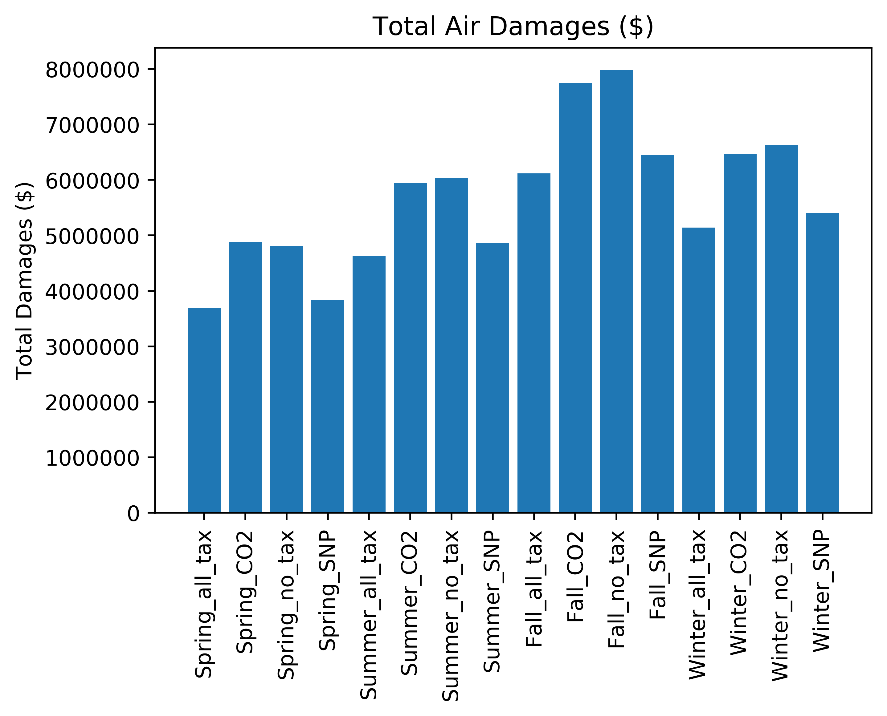 Total Air Damages ($)
Total Damages ($)
8000000
7000000
6000000
5000000
4000000
3000000
2000000
1000000
0
Spring_all_tax
Spring_CO2
Spring_no_tax
Spring_SNP
Summer_all_tax
Summer_CO2
Summer_no_tax
Summer_SNP
Fall_all_tax
Fall_CO2
Fall_no_tax
Fall_SNP
Winter_all_tax
Winter_CO2
Winter_no_tax
Winter_SNP